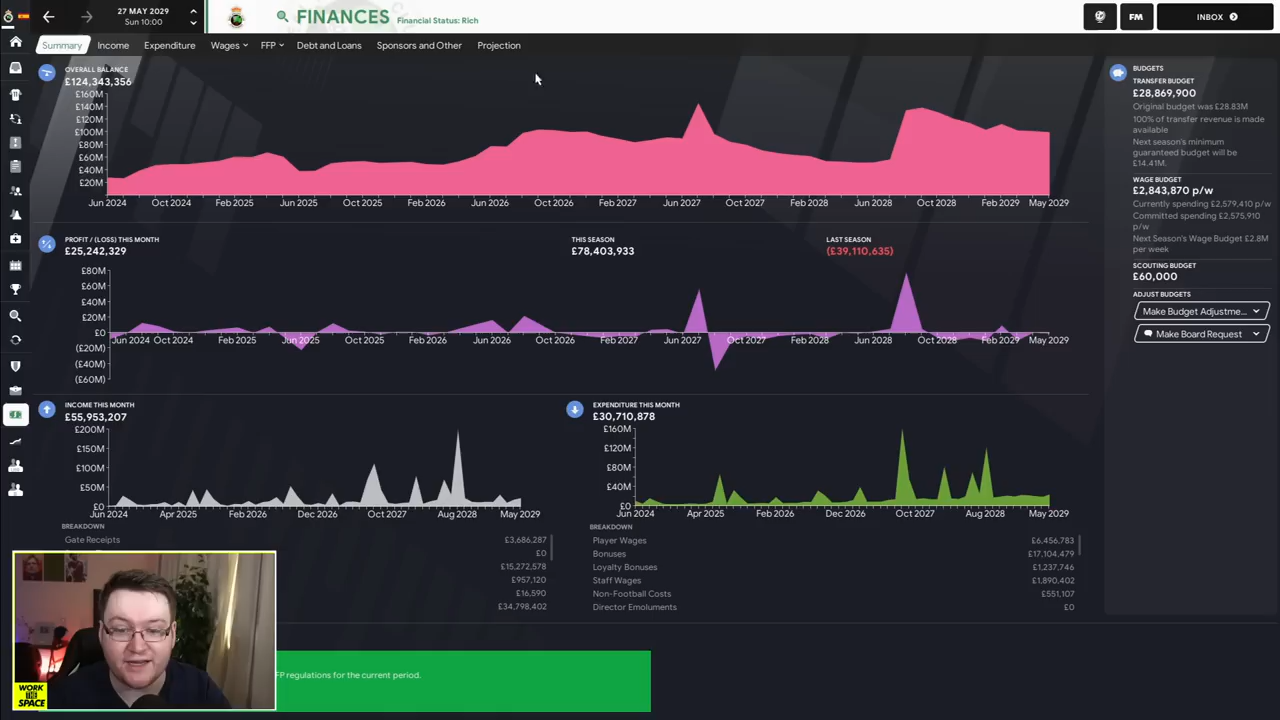 27 MAY 2029
Sun 10:00
FINANCES
Financial Status: Rich
FM
INBOX
Summary
Income
Expenditure
Wages
FFP
Debt and Loans
Sponsors and Other
Projection
OVERALL BALANCE
£124,343,356
£160M
£140M
£120M
£100M
£80M
£60M
£40M
£20M
Jun 2024
Oct 2024
Feb 2025
Jun 2025
Oct 2025
Feb 2026
Jun 2026
Oct 2026
Feb 2027
Jun 2027
Oct 2027
Feb 2028
Jun 2028
Oct 2028
Feb 2029
May 2029
PROFIT / (LOSS) THIS MONTH
£25,242,329
THIS SEASON
£78,403,933
LAST SEASON
(£39,110,635)
£80M
£60M
£40M
£20M
£0
(£20M)
(£40M)
(£60M)
Jun 2024
Oct 2024
Feb 2025
Jun 2025
Oct 2025
Feb 2026
Jun 2026
Oct 2026
Feb 2027
Jun 2027
Oct 2027
Feb 2028
Jun 2028
Oct 2028
Feb 2029
May 2029
INCOME THIS MONTH
£55,953,207
£200M
£150M
£100M
£50M
£0
Jun 2024
Apr 2025
Feb 2026
Dec 2026
Oct 2027
Aug 2028
May 2029
BREAKDOWN
Gate Receipts
£3,686,287
£0
£15,272,578
£957,120
£16,590
£34,798,402
EXPENDITURE THIS MONTH
£30,710,878
£160M
£120M
£80M
£40M
£0
Jun 2024
Apr 2025
Feb 2026
Dec 2026
Oct 2027
Aug 2028
May 2029
BREAKDOWN
Player Wages
£6,456,783
Bonuses
£17,104,479
Loyalty Bonuses
£1,237,746
Staff Wages
£1,890,402
Non-Football Costs
£551,107
Director Emoluments
£0
BUDGETS
TRANSFER BUDGET
£28,869,900
Original budget was £28.83M
100% of transfer revenue is made
available
Next season's minimum
guaranteed budget will be
£14.41M.
WAGE BUDGET
£2,843,870 p/w
Currently spending £2,579,410 p/w
Committed spending £2,575,910
p/w
Next Season's Wage Budget £2.8M
per week
SCOUTING BUDGET
£60,000
ADJUST BUDGETS
Make Budget Adjustme...
Make Board Request
FP regulations for the current period.
WORK
THE
SPACE